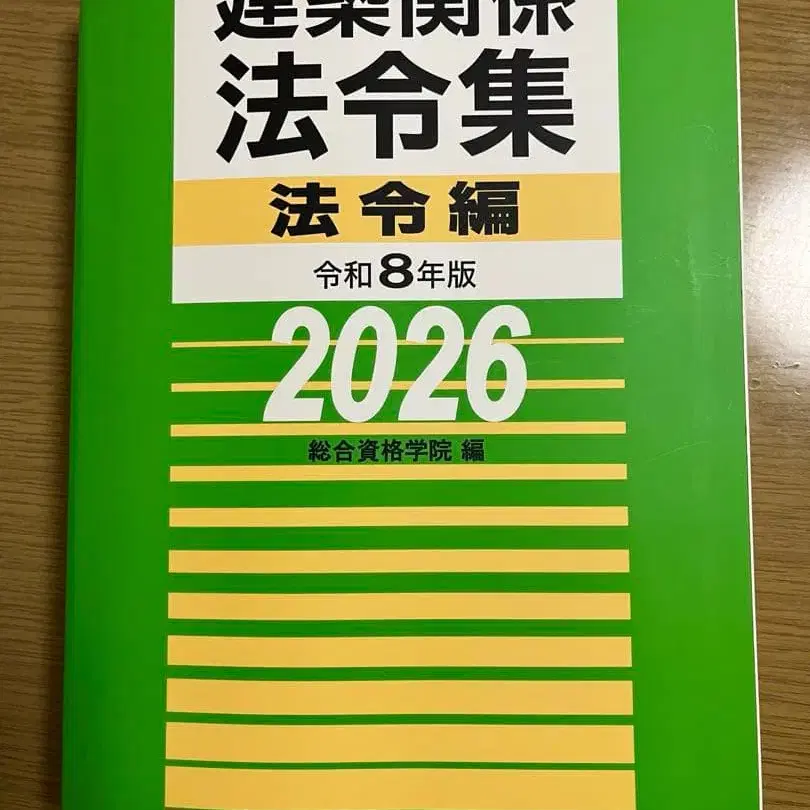 建築関係
法令集
法令編
令和8年版
2026
総合資格学院 編